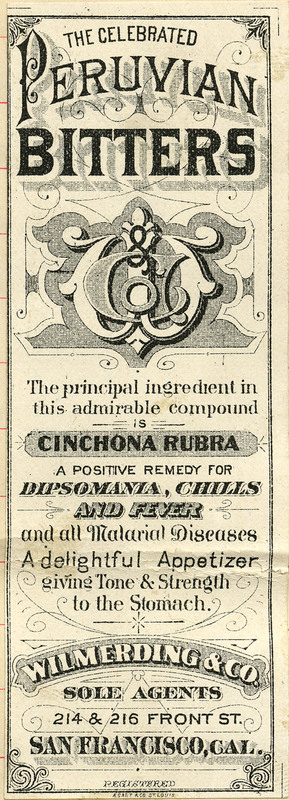 THE CELEBRATED
PERUVIAN
BITTERS
The principal ingredient in
this admirable compound
IS
CINCHONA RUBRA
A POSITIVE REMEDY FOR
DIPSOMANIA, CHILLS
AND FEVER
and all Malarial Diseases
A delightful Appetizer
giving Tone & Strength
to the Stomach.
WILMERDING & CO.
SOLE AGENTS
214 & 216 FRONT ST.
SAN FRANCISCO, CAL.
REGISTERED